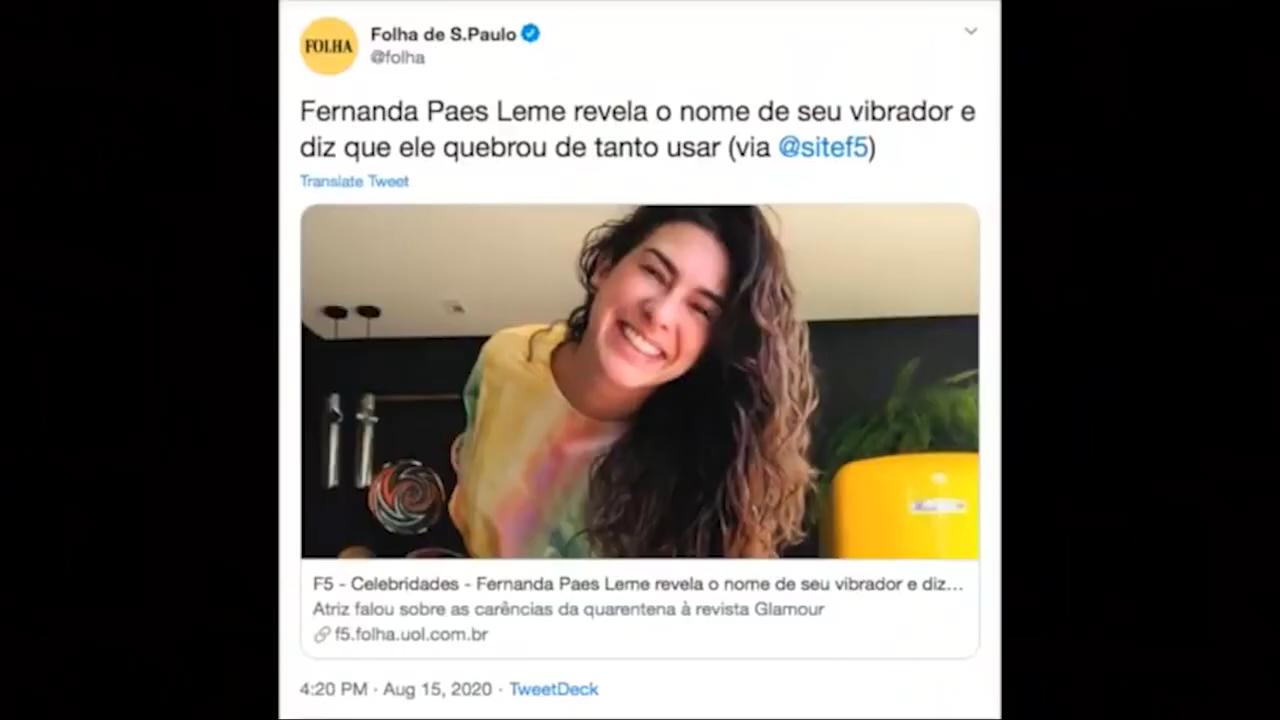 FOLHA
Folha de S.Paulo
@folha
Fernanda Paes Leme revela o nome de seu vibrador e
diz que ele quebrou de tanto usar (via @sitef5)
Translate Tweet
F5 - Celebridades - Fernanda Paes Leme revela o nome de seu vibrador e diz...
Atriz falou sobre as carências da quarentena à revista Glamour
f5.folha.uol.com.br
4:20 PM · Aug 15, 2020 · TweetDeck